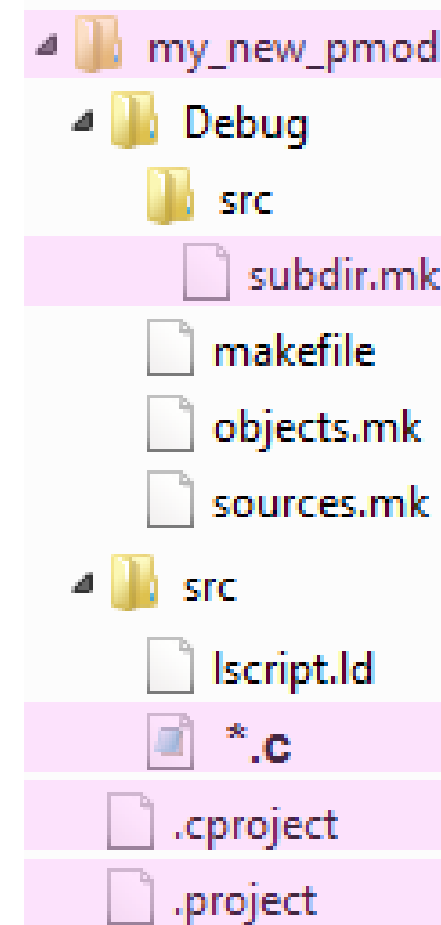 my_new_pmod
Debug
src
subdir.mk
makefile
objects.mk
sources.mk
src
lscript.ld
*.c
.cproject
.project